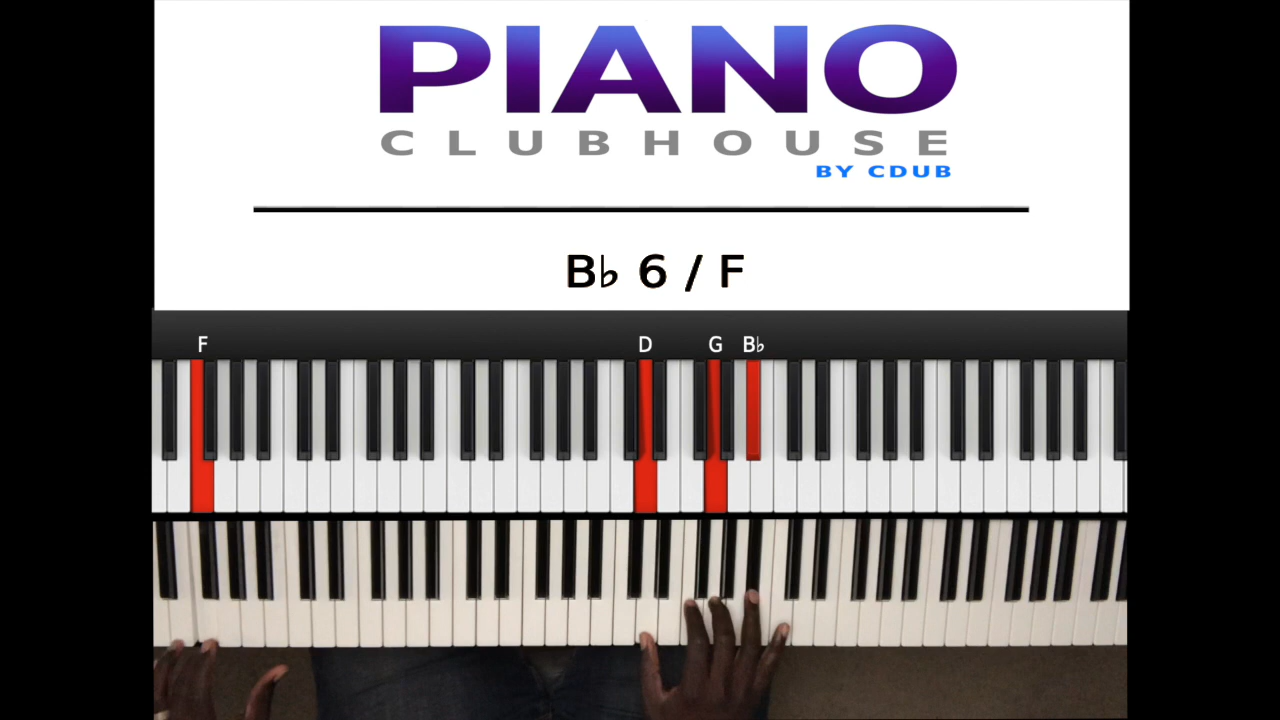 PIANO
CLUBHOUSE
BY CDUB
B♭ 6 / F
F D G B♭